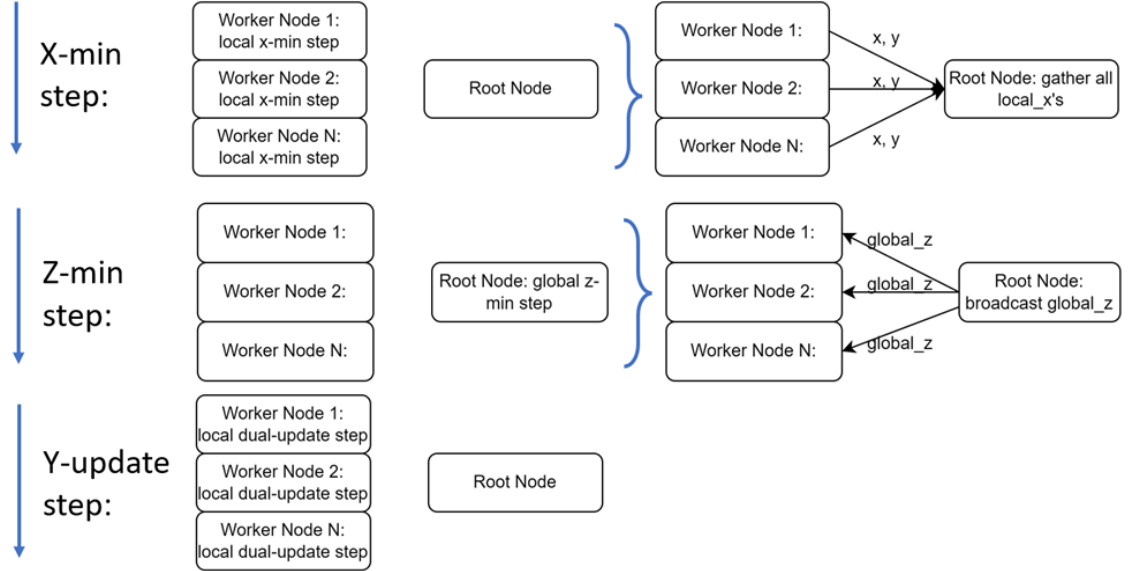 X-min
step:
Worker Node 1:
local x-min step
Worker Node 2:
local x-min step
Worker Node N:
local x-min step
Root Node
Worker Node 1:
Worker Node 2:
Worker Node N:
x, y
x, y
x, y
Root Node: gather all
local_x's
Z-min
step:
Worker Node 1:
Worker Node 2:
Worker Node N:
Root Node: global z-
min step
Worker Node 1:
Worker Node 2:
Worker Node N:
global_z
global_z
global_z
Root Node:
broadcast global_z
Y-update
step:
Worker Node 1:
local dual-update step
Worker Node 2:
local dual-update step
Worker Node N:
local dual-update step
Root Node